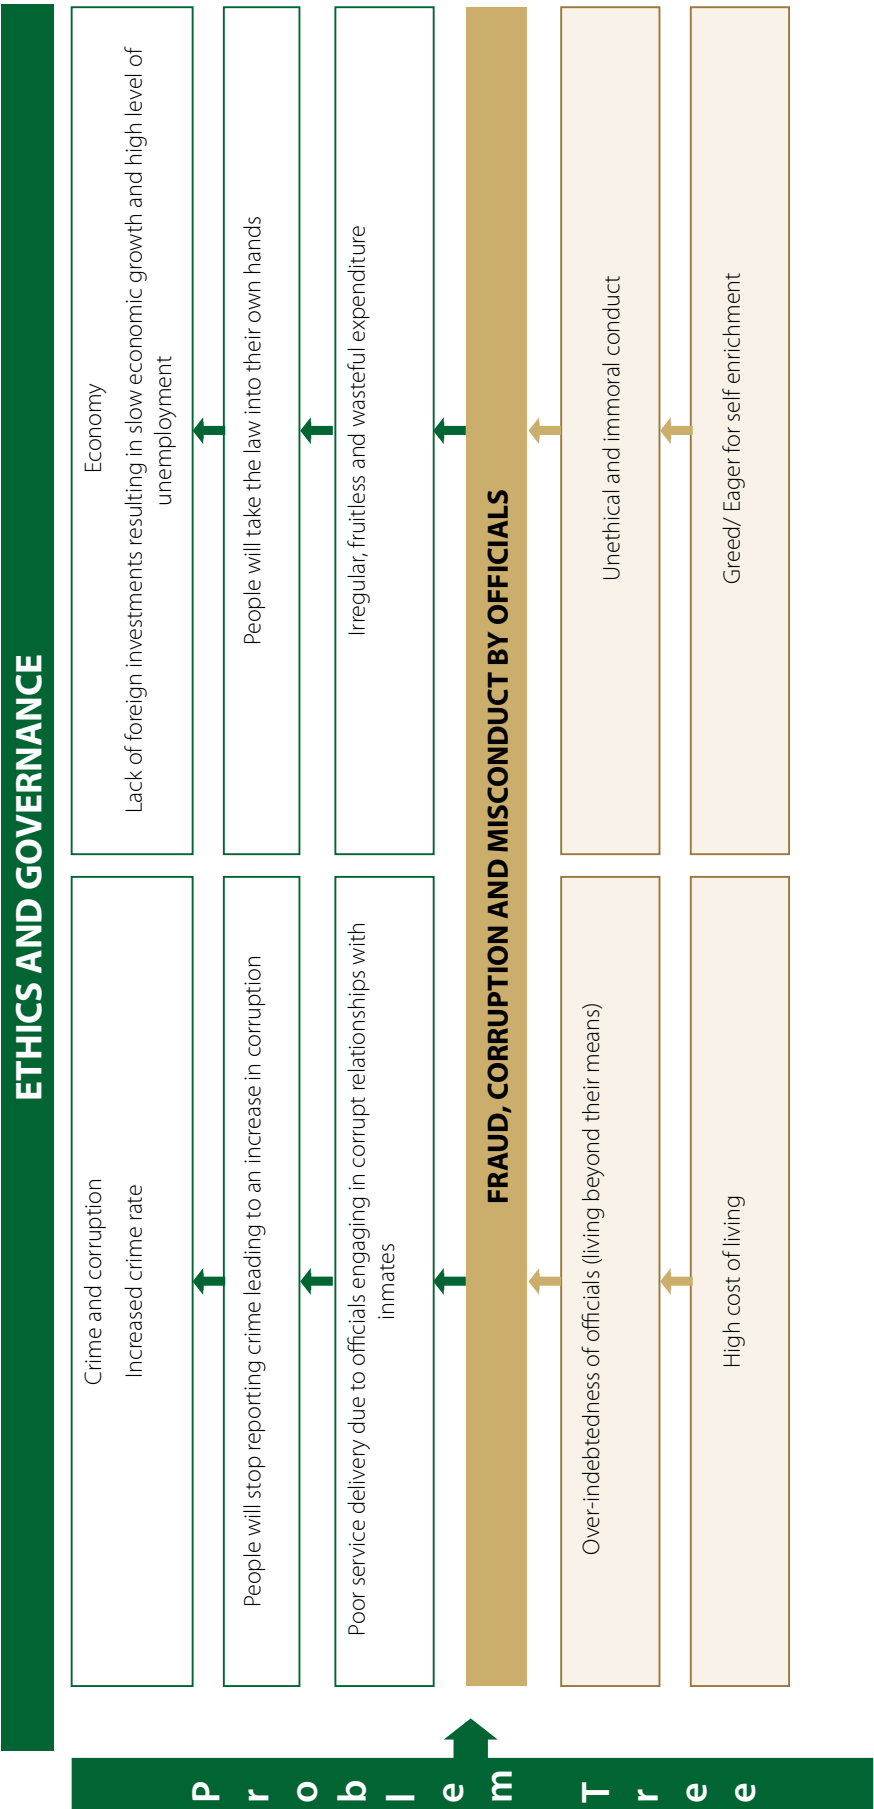 ETHICS AND GOVERNANCE
Problem Tree
Crime and corruption
Increased crime rate
Economy
Lack of foreign investments resulting in slow economic growth and high level of
unemployment
People will stop reporting crime leading to an increase in corruption
People will take the law into their own hands
Poor service delivery due to officials engaging in corrupt relationships with
inmates
Irregular, fruitless and wasteful expenditure
FRAUD, CORRUPTION AND MISCONDUCT BY OFFICIALS
Over-indebtedness of officials (living beyond their means)
Unethical and immoral conduct
High cost of living
Greed/ Eager for self enrichment